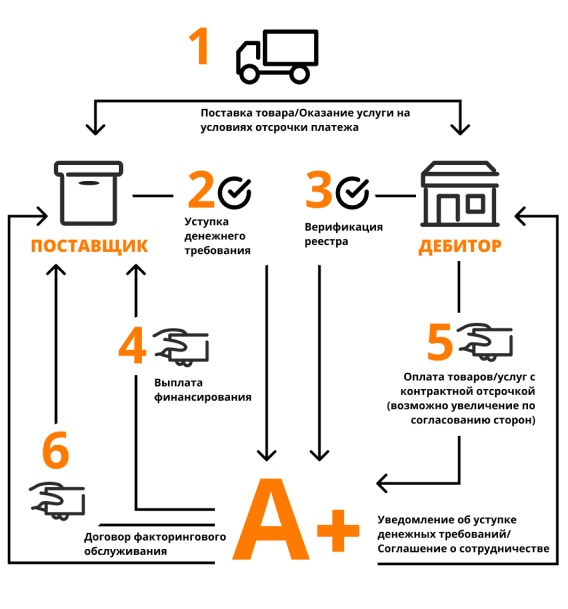 1
Поставка товара/Оказание услуги на
условиях отсрочки платежа
2
Уступка
денежного
требования
3
Верификация
реестра
ПОСТАВЩИК
ДЕБИТОР
4
Выплата
финансирования
5
Оплата товаров/услуг с
контрактной отсрочкой
(возможно увеличение по
согласованию сторон)
6
A+
Договор факторингового
обслуживания
Уведомление об уступке
денежных требований/
Соглашение о сотрудничестве